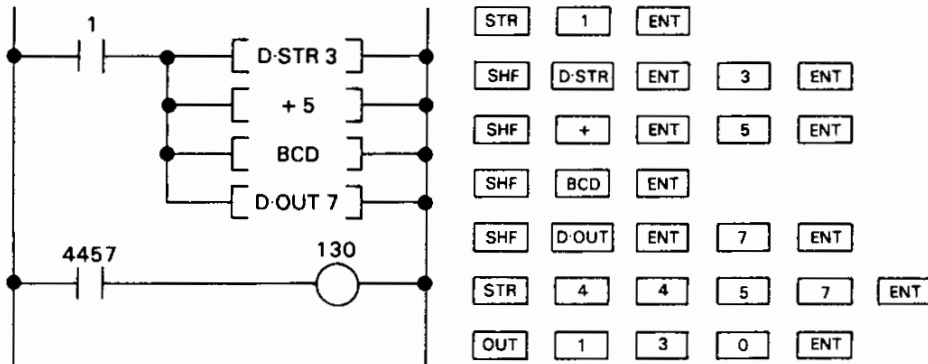 1
D·STR 3
+ 5
BCD
D·OUT 7
4457 130
STR 1 ENT
SHF D·STR ENT 3 ENT
SHF + ENT 5 ENT
SHF BCD ENT
SHF D·OUT ENT 7 ENT
STR 4 4 5 7 ENT
OUT 1 3 0 ENT